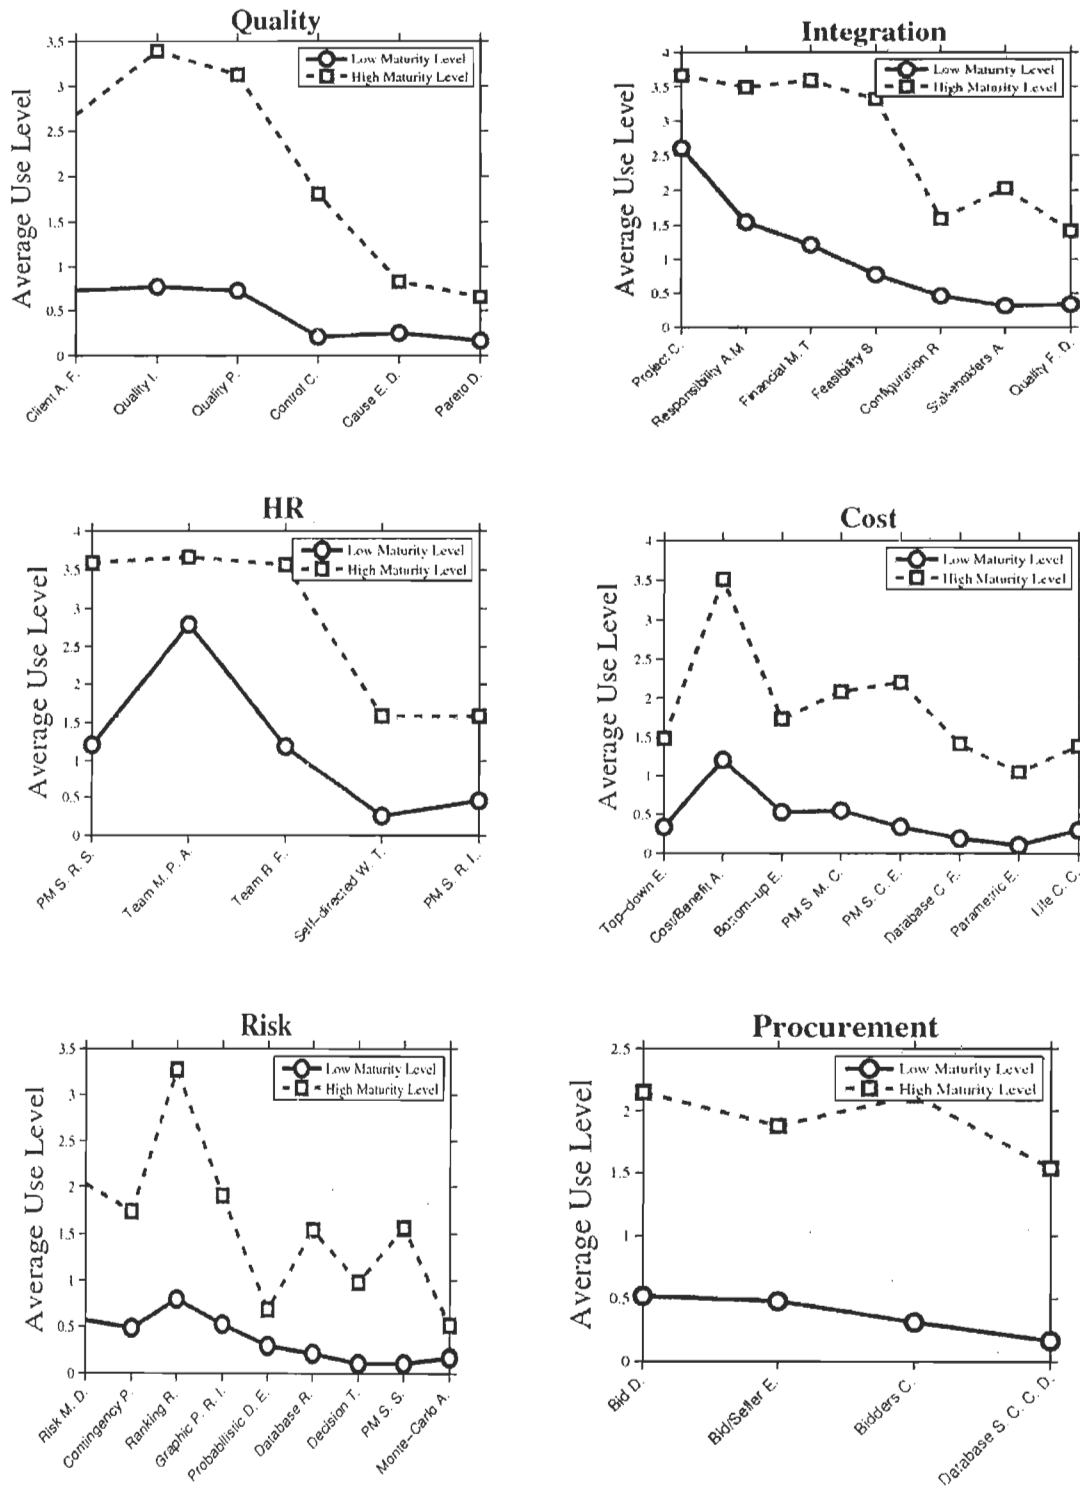 Quality
Average Use Level
3.5
3
2.5
2
1.5
1
0.5
0
Low Maturity Level
High Maturity Level
Client A. F.
Quality I.
Quality P.
Control C.
Cause E. D.
Pareto D.
Integration
Average Use Level
4
3.5
3
2.5
2
1.5
1
0.5
0
Low Maturity Level
High Maturity Level
Project C.
Responsibility A.M
Financial M. T
Feasibility S
Configuration R
Stakeholders A
Quality F. D.
HR
Average Use Level
4
3.5
3
2.5
2
1.5
1
0.5
0
Low Maturity Level
High Maturity Level
PM S. R. S.
Team M. P. A.
Team B F.
Self-directed W. T.
PM S. R. I.
Cost
Average Use Level
4
3.5
3
2.5
2
1.5
1
0.5
0
Low Maturity Level
High Maturity Level
Top-down E.
Cost/Benefit A.
Bottom-up E.
PM S. M. C.
PM S. C. E.
Database C. F.
Parametric E.
Life C. C.
Risk
Average Use Level
3.5
3
2.5
2
1.5
1
0.5
0
Low Maturity Level
High Maturity Level
Risk M. D.
Contingency P.
Ranking R.
Graphic P. R. I.
Probabilistic D. E.
Database R.
Decision T.
PM S. S.
Monte-Carlo A.
Procurement
Average Use Level
2.5
2
1.5
1
0.5
0
Low Maturity Level
High Maturity Level
Bid D.
Bid/Seller E.
Bidders C.
Database S. C. C. D.